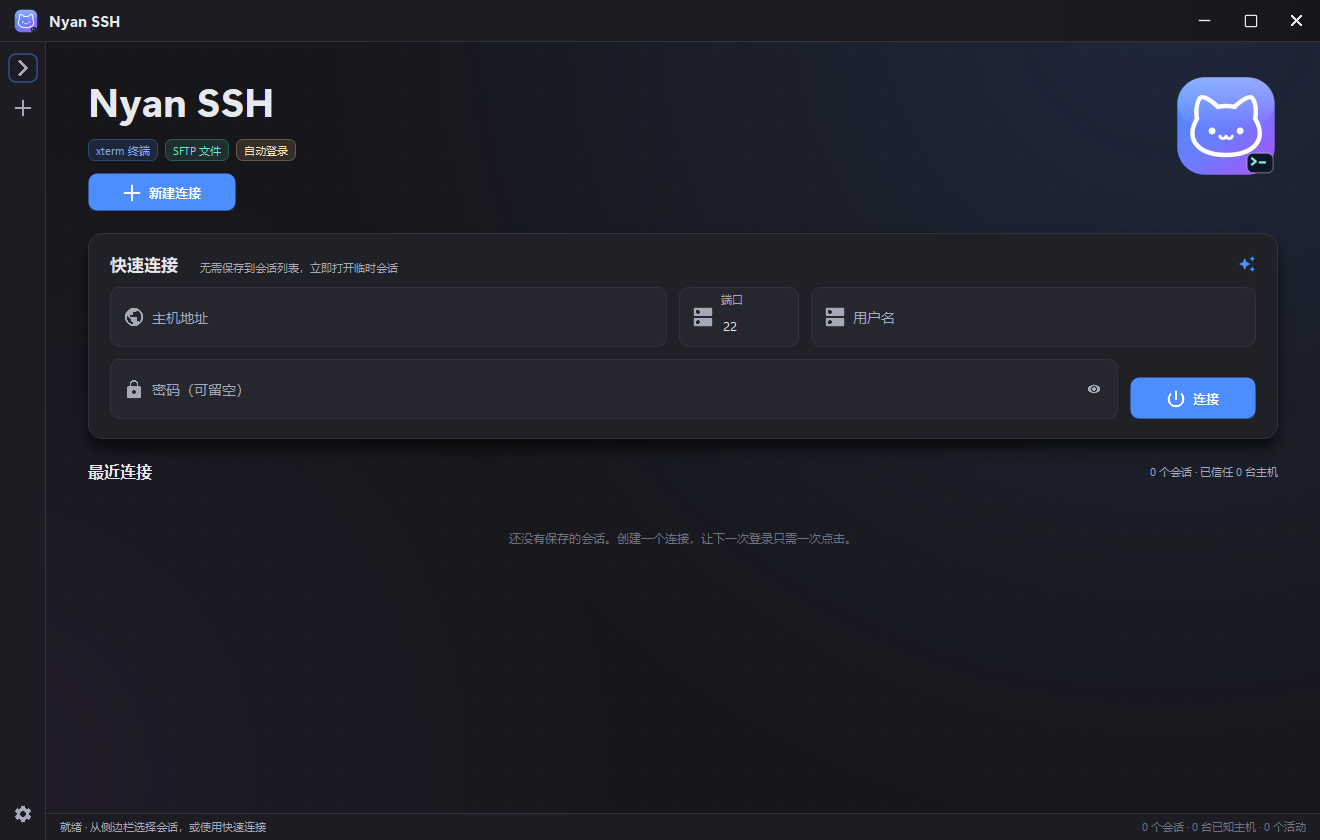 Nyan SSH
Nyan SSH
xterm 终端 SFTP 文件 自动登录
新建连接
快速连接 无需保存到会话列表，立即打开临时会话
主机地址
端口
22
用户名
密码（可留空）
连接
最近连接 0 个会话 · 已信任 0 台主机
还没有保存的会话。创建一个连接，让下一次登录只需一次点击。
就绪 · 从侧边栏选择会话，或使用快速连接 0 个会话 · 0 台已知主机 · 0 个活动